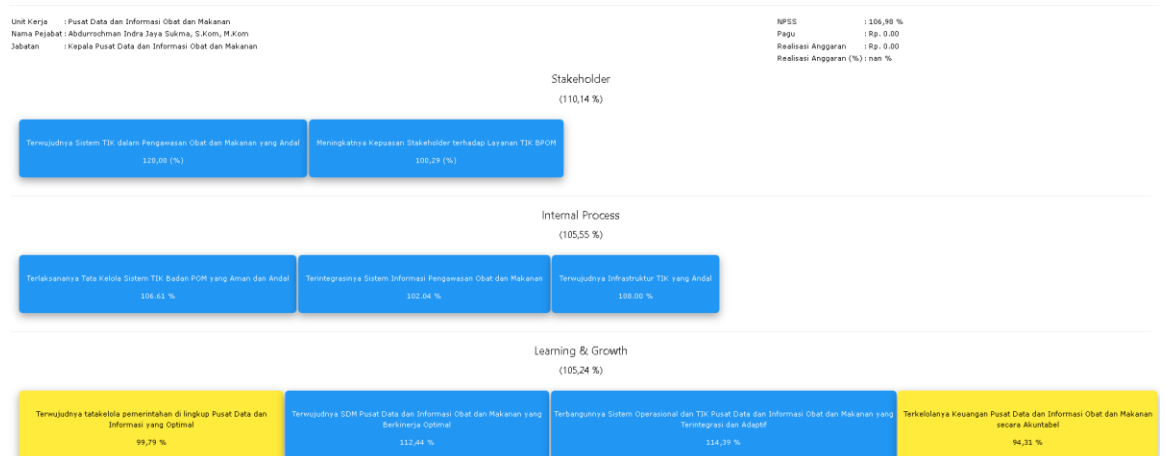 Unit Kerja : Pusat Data dan Informasi Obat dan Makanan
Nama Pejabat : Abdurrochman Indra Jaya Sukma, S.Kom, M.Kom
Jabatan : Kepala Pusat Data dan Informasi Obat dan Makanan
NPSS : 106,98 %
Pagu : Rp. 0.00
Realisasi Anggaran : Rp. 0.00
Realisasi Anggaran (%) : nan %
Stakeholder
(110,14 %)
Terwujudnya Sistem TIK dalam Pengawasan Obat dan Makanan yang Andal
120,00 (%)
Meningkatnya Kepuasan Stakeholder terhadap Layanan TIK BPOM
100,29 (%)
Internal Process
(105,55 %)
Terlaksananya Tata Kelola Sistem TIK Badan POM yang Aman dan Andal
106.61 %
Terintegrasinya Sistem Informasi Pengawasan Obat dan Makanan
102.04 %
Terwujudnya Infrastruktur TIK yang Andal
108.00 %
Learning & Growth
(105,24 %)
Terwujudnya tatakelola pemerintahan di lingkup Pusat Data dan
Informasi yang Optimal
99,79 %
Terwujudnya SDM Pusat Data dan Informasi Obat dan Makanan yang
Berkinerja Optimal
112,44 %
Terbangunnya Sistem Operasional dan TIK Pusat Data dan Informasi Obat dan Makanan yang
Terintegrasi dan Adaptif
114,39 %
Terkelolanya Keuangan Pusat Data dan Informasi Obat dan Makanan
secara Akuntabel
94,31 %